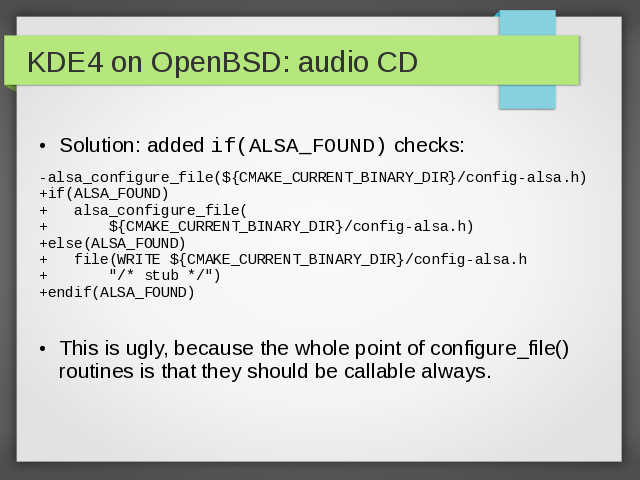 KDE4 on OpenBSD: audio CD
• Solution: added if(ALSA_FOUND) checks:
-alsa_configure_file(${CMAKE_CURRENT_BINARY_DIR}/config-alsa.h)
+if(ALSA_FOUND)
+   alsa_configure_file(
+       ${CMAKE_CURRENT_BINARY_DIR}/config-alsa.h)
+else(ALSA_FOUND)
+   file(WRITE ${CMAKE_CURRENT_BINARY_DIR}/config-alsa.h
+       "/* stub */")
+endif(ALSA_FOUND)
• This is ugly, because the whole point of configure_file()
routines is that they should be callable always.